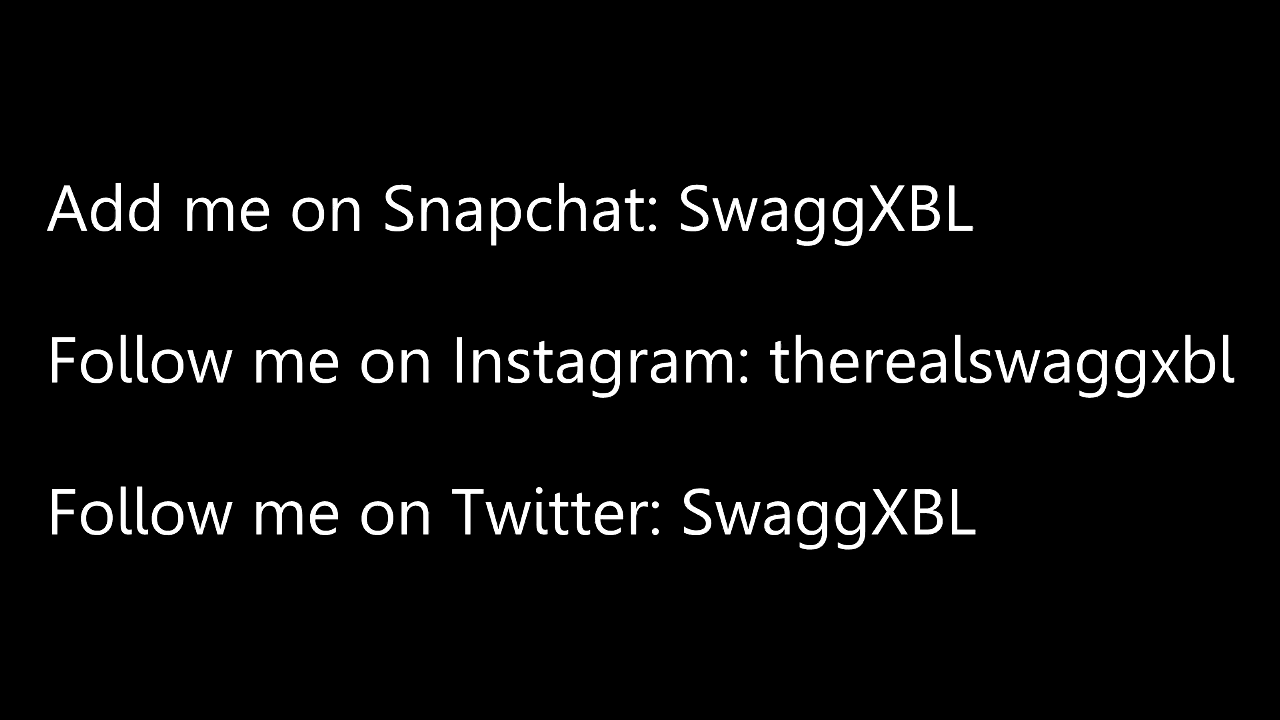 Add me on Snapchat: SwaggXBL
Follow me on Instagram: therealswaggxbl
Follow me on Twitter: SwaggXBL